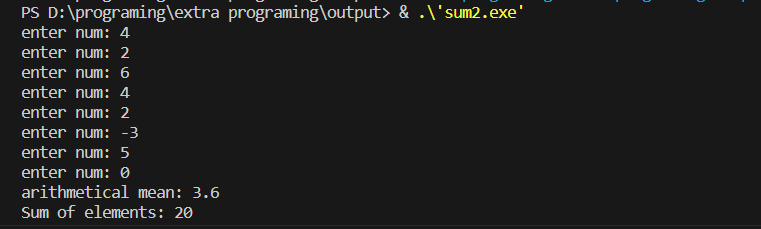 PS D:\programing\extra programing\output> & .\'sum2.exe'
enter num: 4
enter num: 2
enter num: 6
enter num: 4
enter num: 2
enter num: -3
enter num: 5
enter num: 0
arithmetical mean: 3.6
Sum of elements: 20